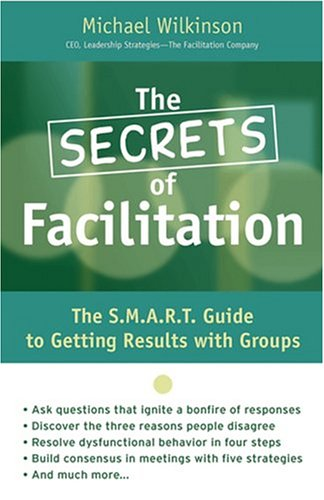 Michael Wilkinson
CEO, Leadership Strategies—The Facilitation Company
The
SECRETS
of
Facilitation
The S.M.A.R.T. Guide
to Getting Results with Groups
• Ask questions that ignite a bonfire of responses
• Discover the three reasons people disagree
• Resolve dysfunctional behavior in four steps
• Build consensus in meetings with five strategies
• And much more...